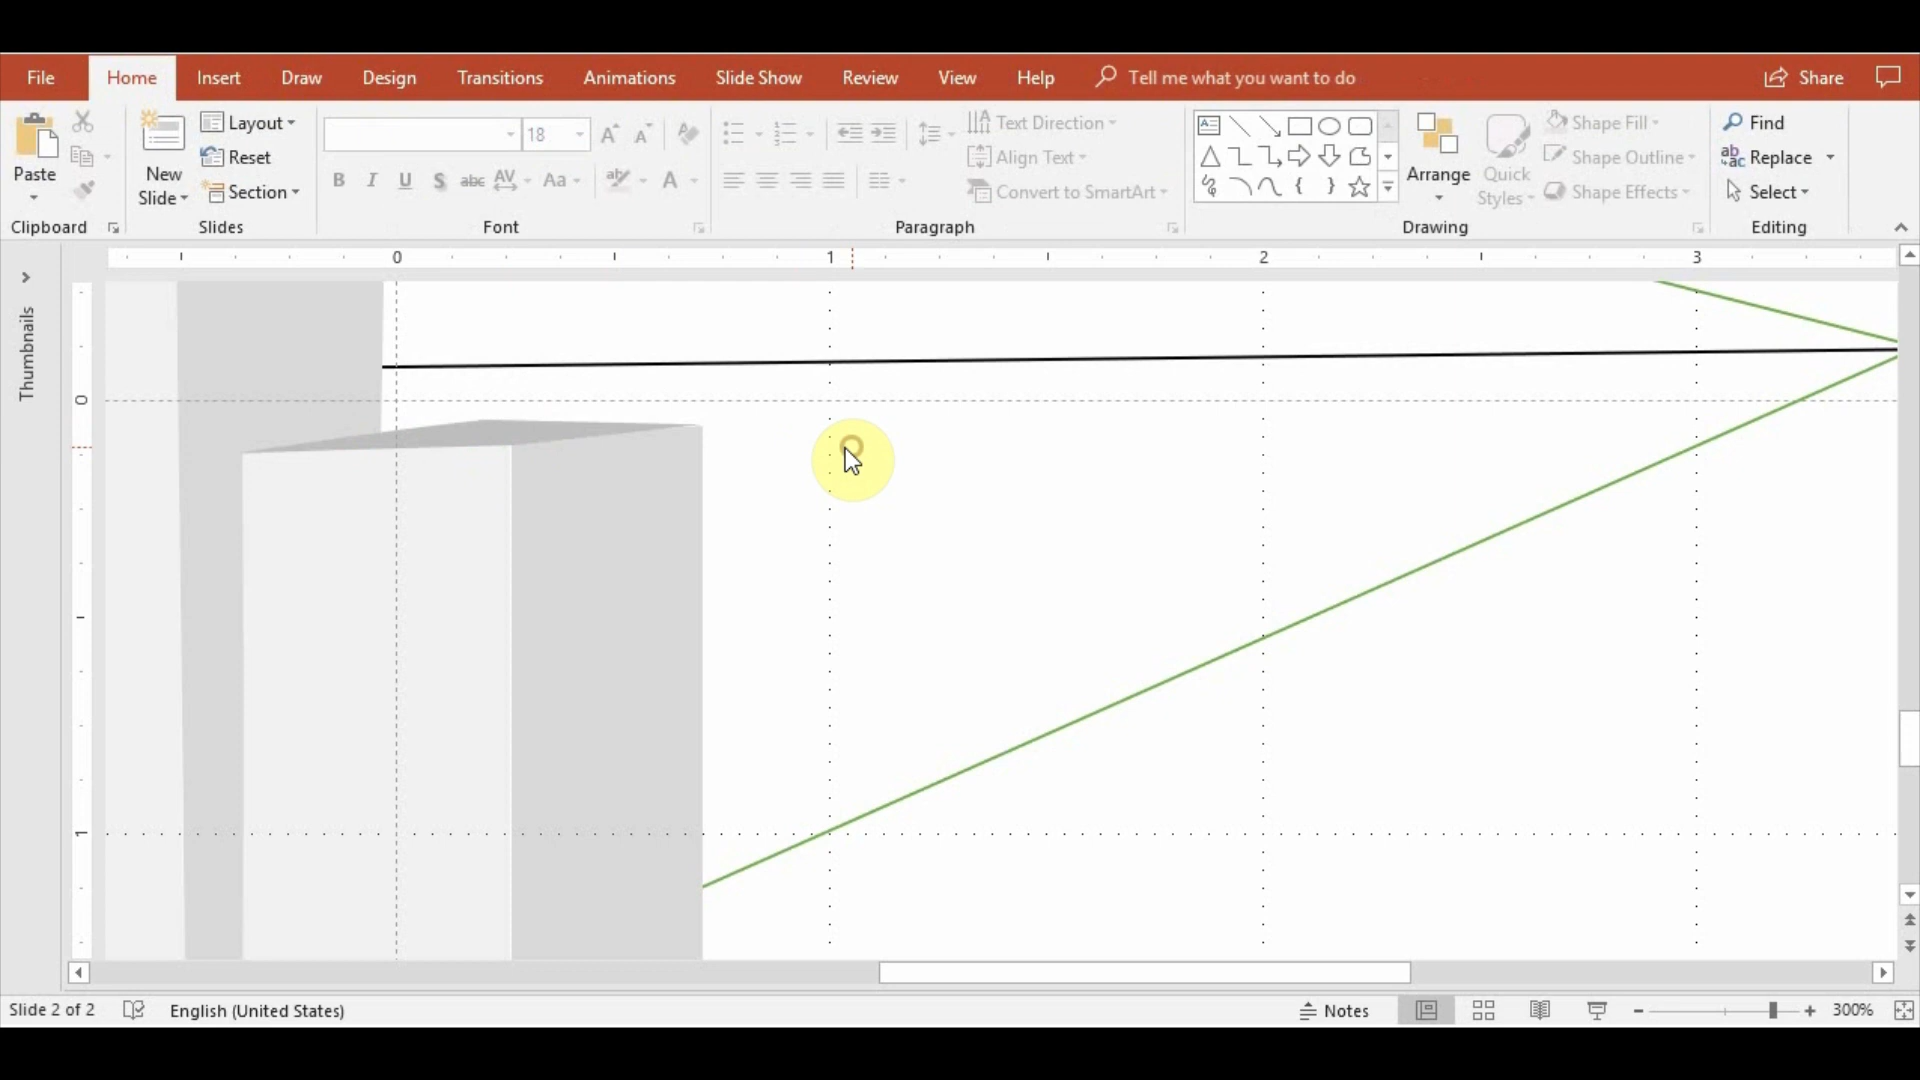 File Home Insert Draw Design Transitions Animations Slide Show Review View Help Tell me what you want to do Share
Paste
Clipboard
New Slide
Layout
Reset
Section
Slides
18
B I U S abc AV Aa A
Font
Text Direction
Align Text
Convert to SmartArt
Paragraph
Arrange
Quick Styles
Shape Fill
Shape Outline
Shape Effects
Drawing
Find
Replace
Select
Editing
0 1 2 3
Thumbnails
0
1
Slide 2 of 2 English (United States) Notes 300%